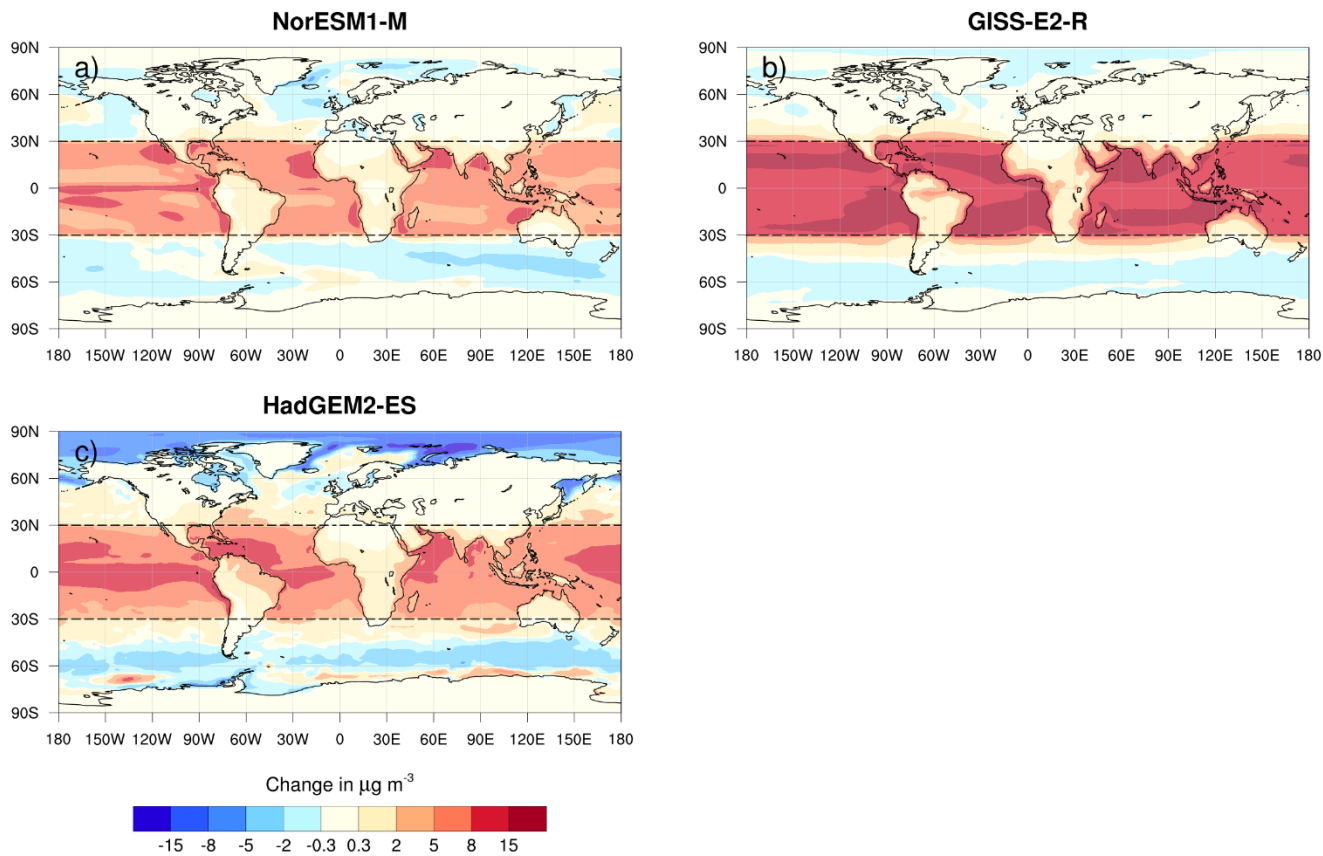 NorESM1-M
a)
90N
60N
30N
0
30S
60S
90S
180 150W 120W 90W 60W 30W 0 30E 60E 90E 120E 150E 180
GISS-E2-R
b)
90N
60N
30N
0
30S
60S
90S
180 150W 120W 90W 60W 30W 0 30E 60E 90E 120E 150E 180
HadGEM2-ES
c)
90N
60N
30N
0
30S
60S
90S
180 150W 120W 90W 60W 30W 0 30E 60E 90E 120E 150E 180
Change in µg m⁻³
-15 -8 -5 -2 -0.3 0.3 2 5 8 15